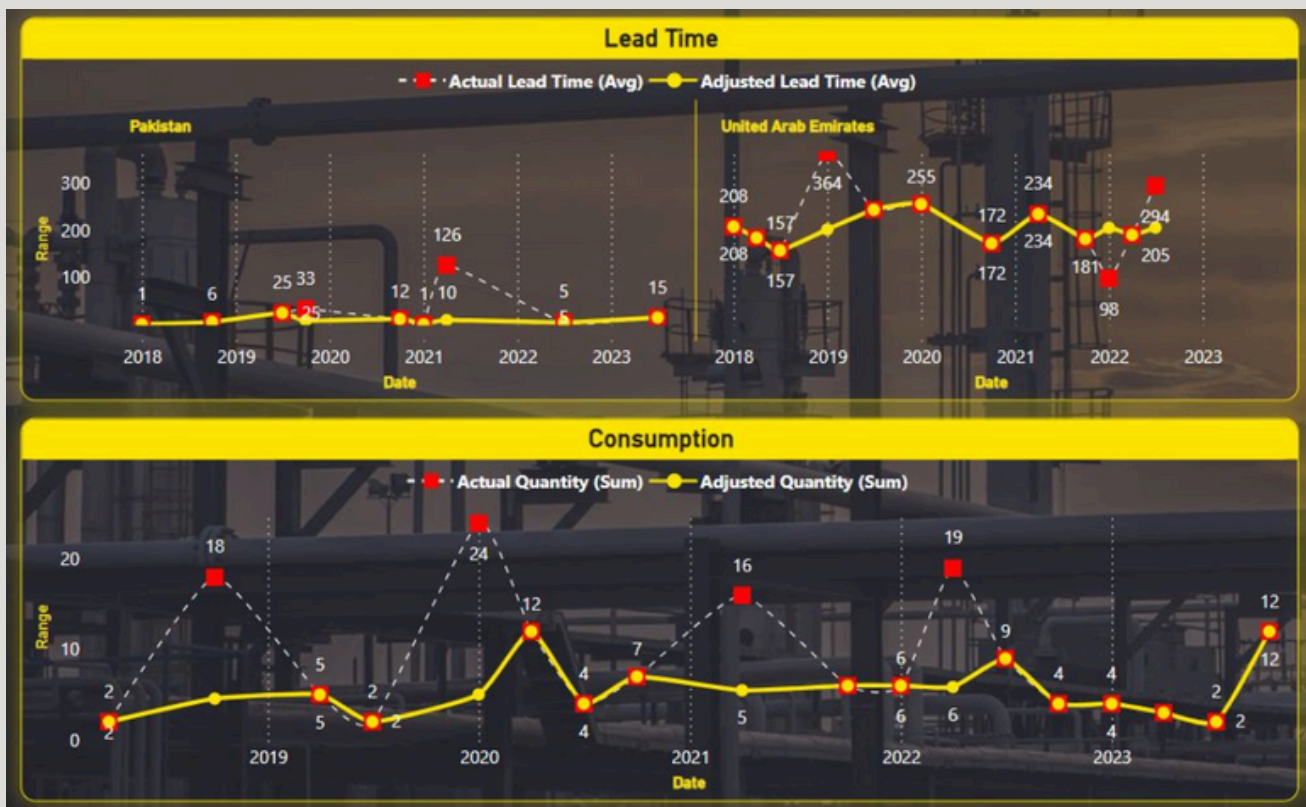 Lead Time
Actual Lead Time (Avg) Adjusted Lead Time (Avg)
Pakistan United Arab Emirates
Range
300
200
100
1 6 25 33 25 12 1 126 10 5 5 15
208 208 157 157 364 255 172 172 234 234 181 98 294 205
2018 2019 2020 2021 2022 2023 2018 2019 2020 2021 2022 2023
Date Date
Consumption
Actual Quantity (Sum) Adjusted Quantity (Sum)
Range
20
10
0
2 2 18 5 5 2 2 24 12 4 4 7 16 5 6 6 19 6 9 4 4 4 2 2 12 12
2019 2020 2021 2022 2023
Date